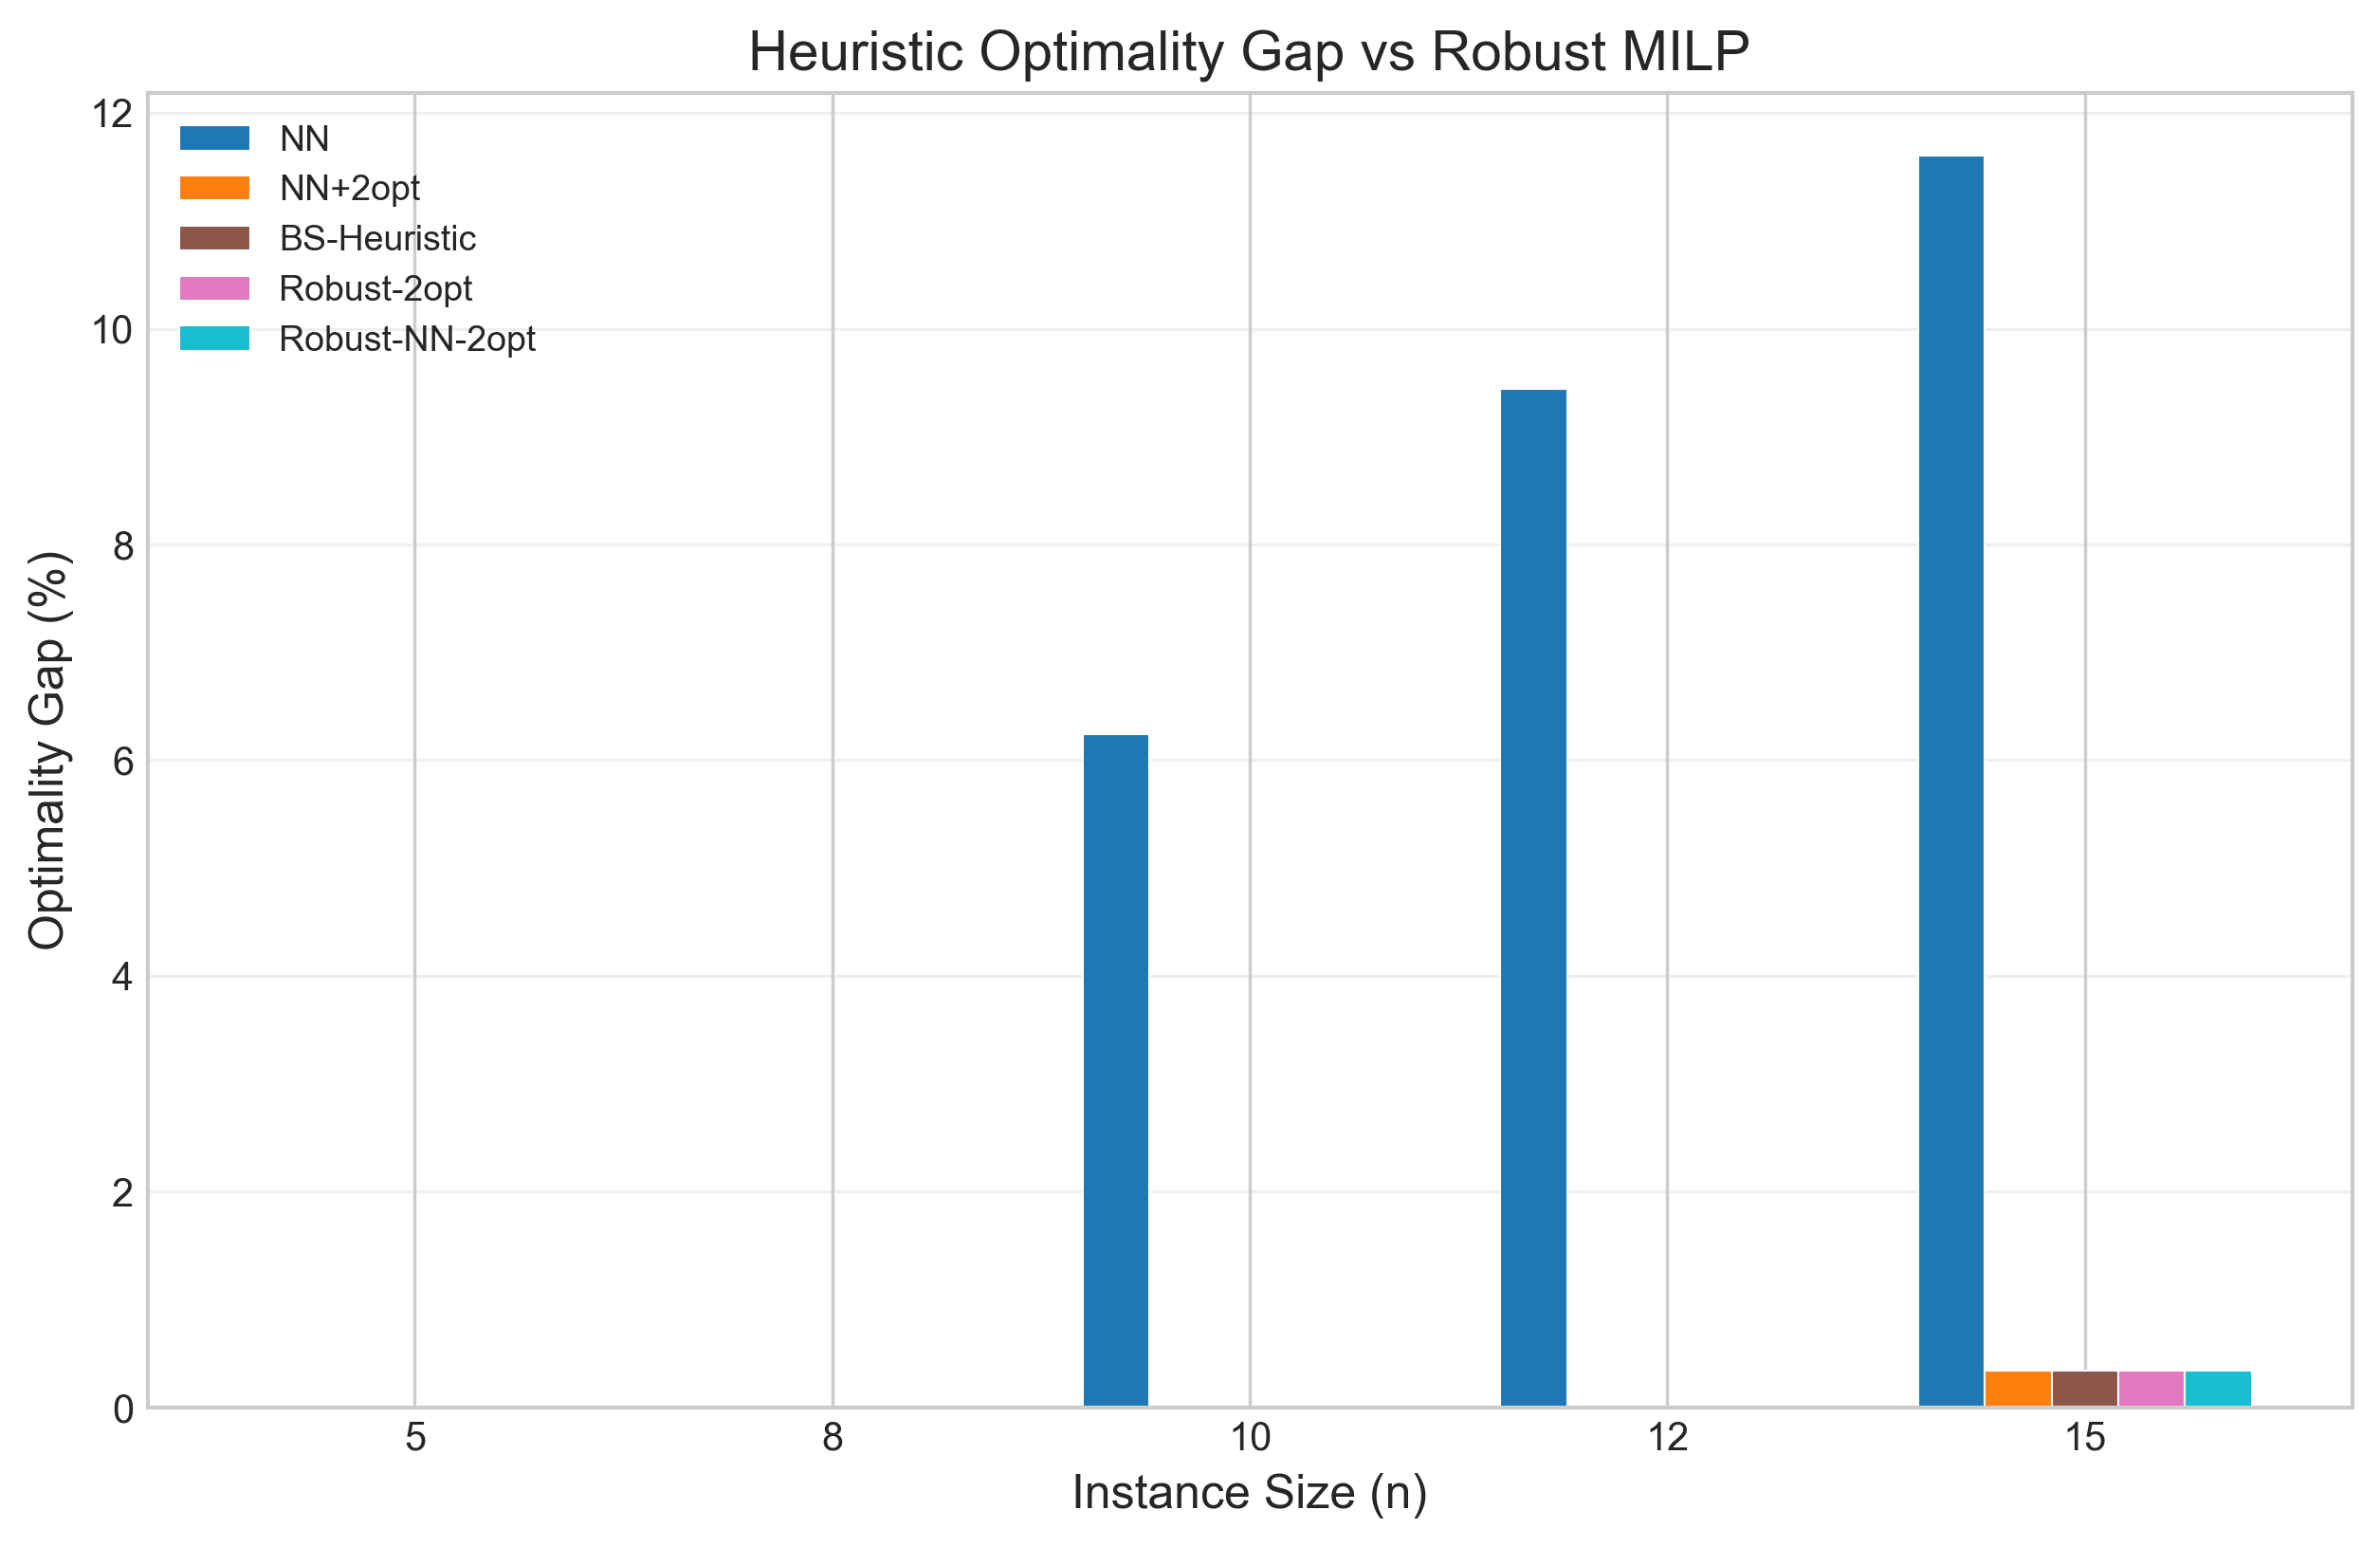 Heuristic Optimality Gap vs Robust MILP
12
10
8
6
4
2
0
Optimality Gap (%)
NN
NN+2opt
BS-Heuristic
Robust-2opt
Robust-NN-2opt
5 8 10 12 15
Instance Size (n)